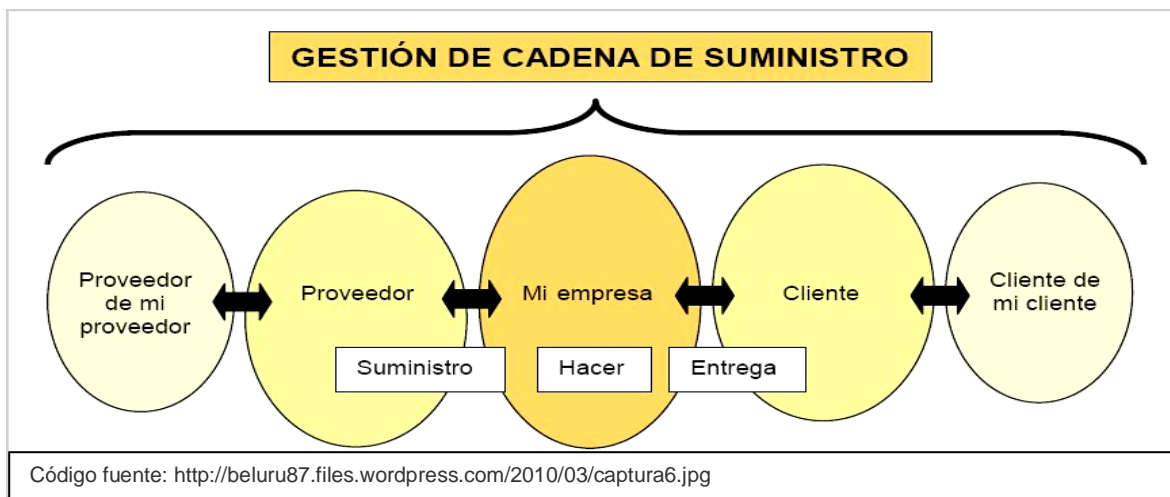 GESTIÓN DE CADENA DE SUMINISTRO
Proveedor
de mi
proveedor
Proveedor
Mi empresa
Cliente
Cliente de
mi cliente
Suministro
Hacer
Entrega
Código fuente: http://beluru87.files.wordpress.com/2010/03/captura6.jpg